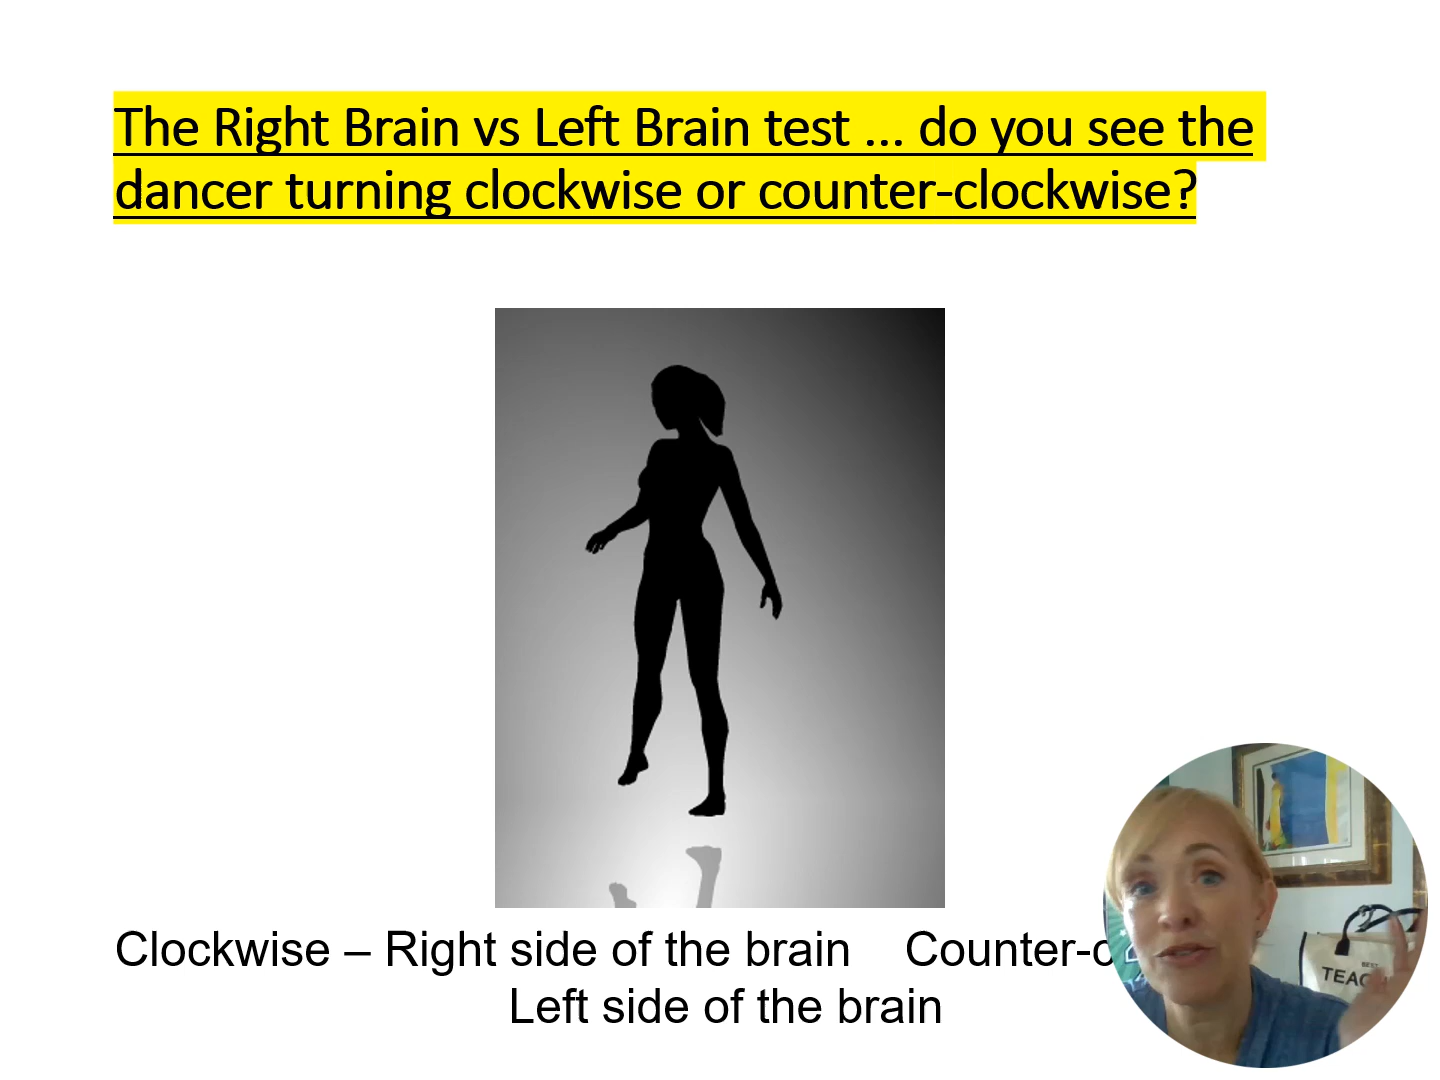 The Right Brain vs Left Brain test ... do you see the
dancer turning clockwise or counter-clockwise?
Clockwise – Right side of the brain Counter-c
Left side of the brain
BEST